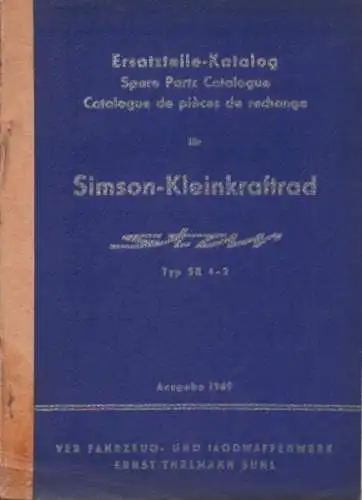 Ersatzteile-Katalog
Spare Parts Catalogue
Catalogue de pièces de rechange
für
Simson-Kleinkraftrad
Star
Typ SR 4-2
Ausgabe 1969
VEB FAHRZEUG- UND JAGDWAFFENWERK
ERNST THÄLMANN SUHL